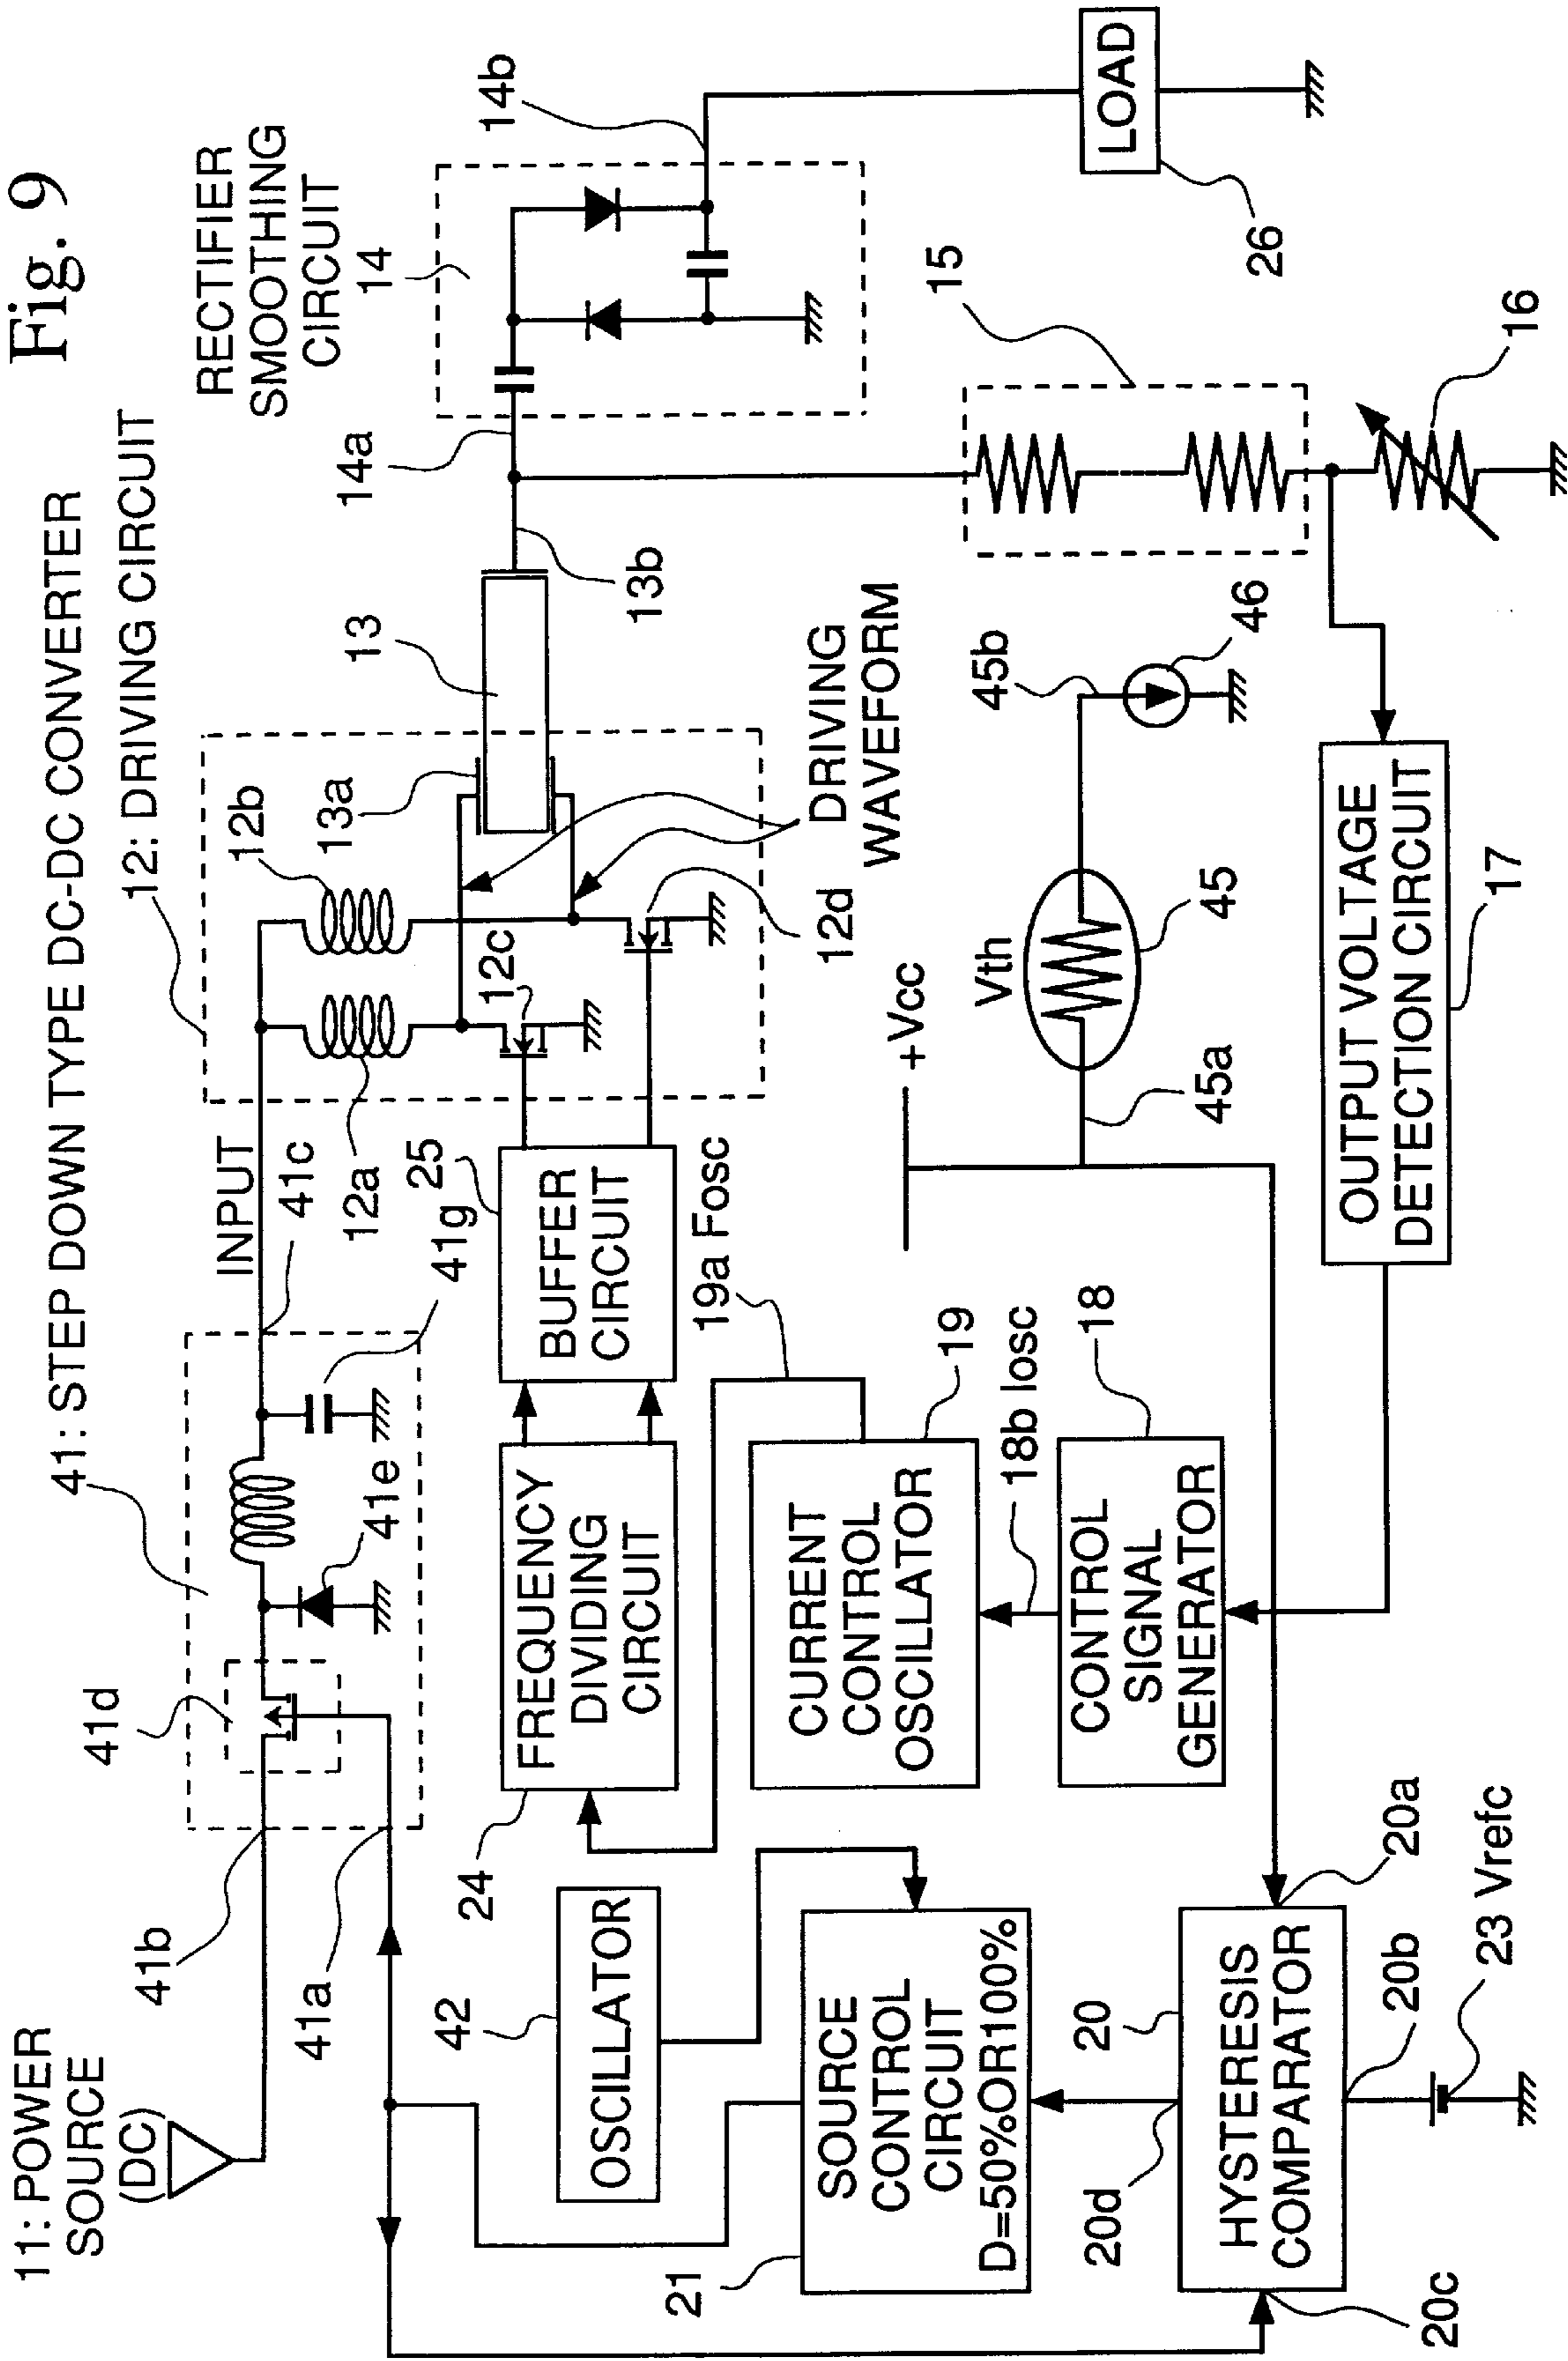 Fig. 9
41: STEP DOWN TYPE DC-DC CONVERTER
12: DRIVING CIRCUIT
11: POWER
SOURCE
(DC)
41b
41a
41d
41e
41g
INPUT
41c
12a
12b
13a
12c
12d
13
13b
DRIVING
WAVEFORM
RECTIFIER
SMOOTHING
CIRCUIT
14
14a
14b
LOAD
26
15
16
24
FREQUENCY
DIVIDING
CIRCUIT
25
BUFFER
CIRCUIT
42
OSCILLATOR
19a Fosc
CURRENT
CONTROL
OSCILLATOR
19
18b Iosc
CONTROL
SIGNAL
GENERATOR
18
21
SOURCE
CONTROL
CIRCUIT
D=50%OR100%
20d
20
HYSTERESIS
COMPARATOR
20a
20b
20c
23 Vrefc
+Vcc
Vth
45a
45
45b
46
OUTPUT VOLTAGE
DETECTION CIRCUIT
17